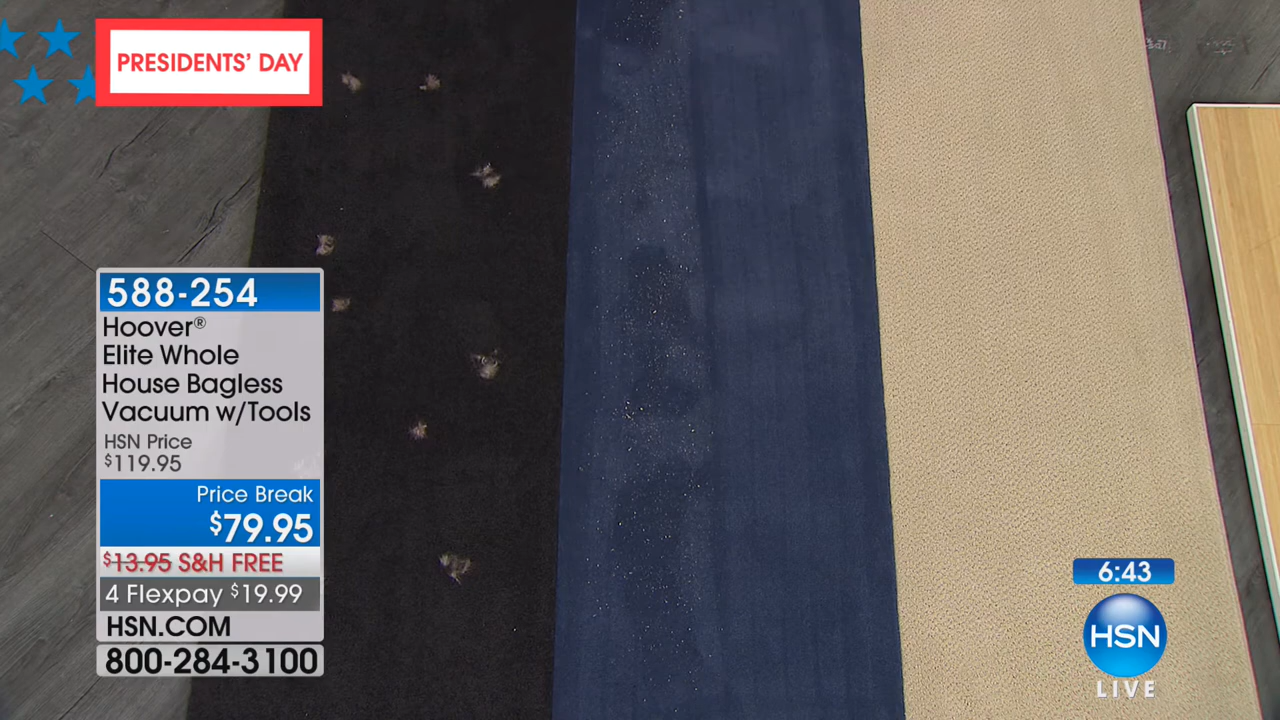 PRESIDENTS' DAY
588-254
Hoover®
Elite Whole
House Bagless
Vacuum w/Tools
HSN Price
$119.95
Price Break
$79.95
$13.95 S&H FREE
4 Flexpay $19.99
HSN.COM
800-284-3100
6:43
HSN
LIVE